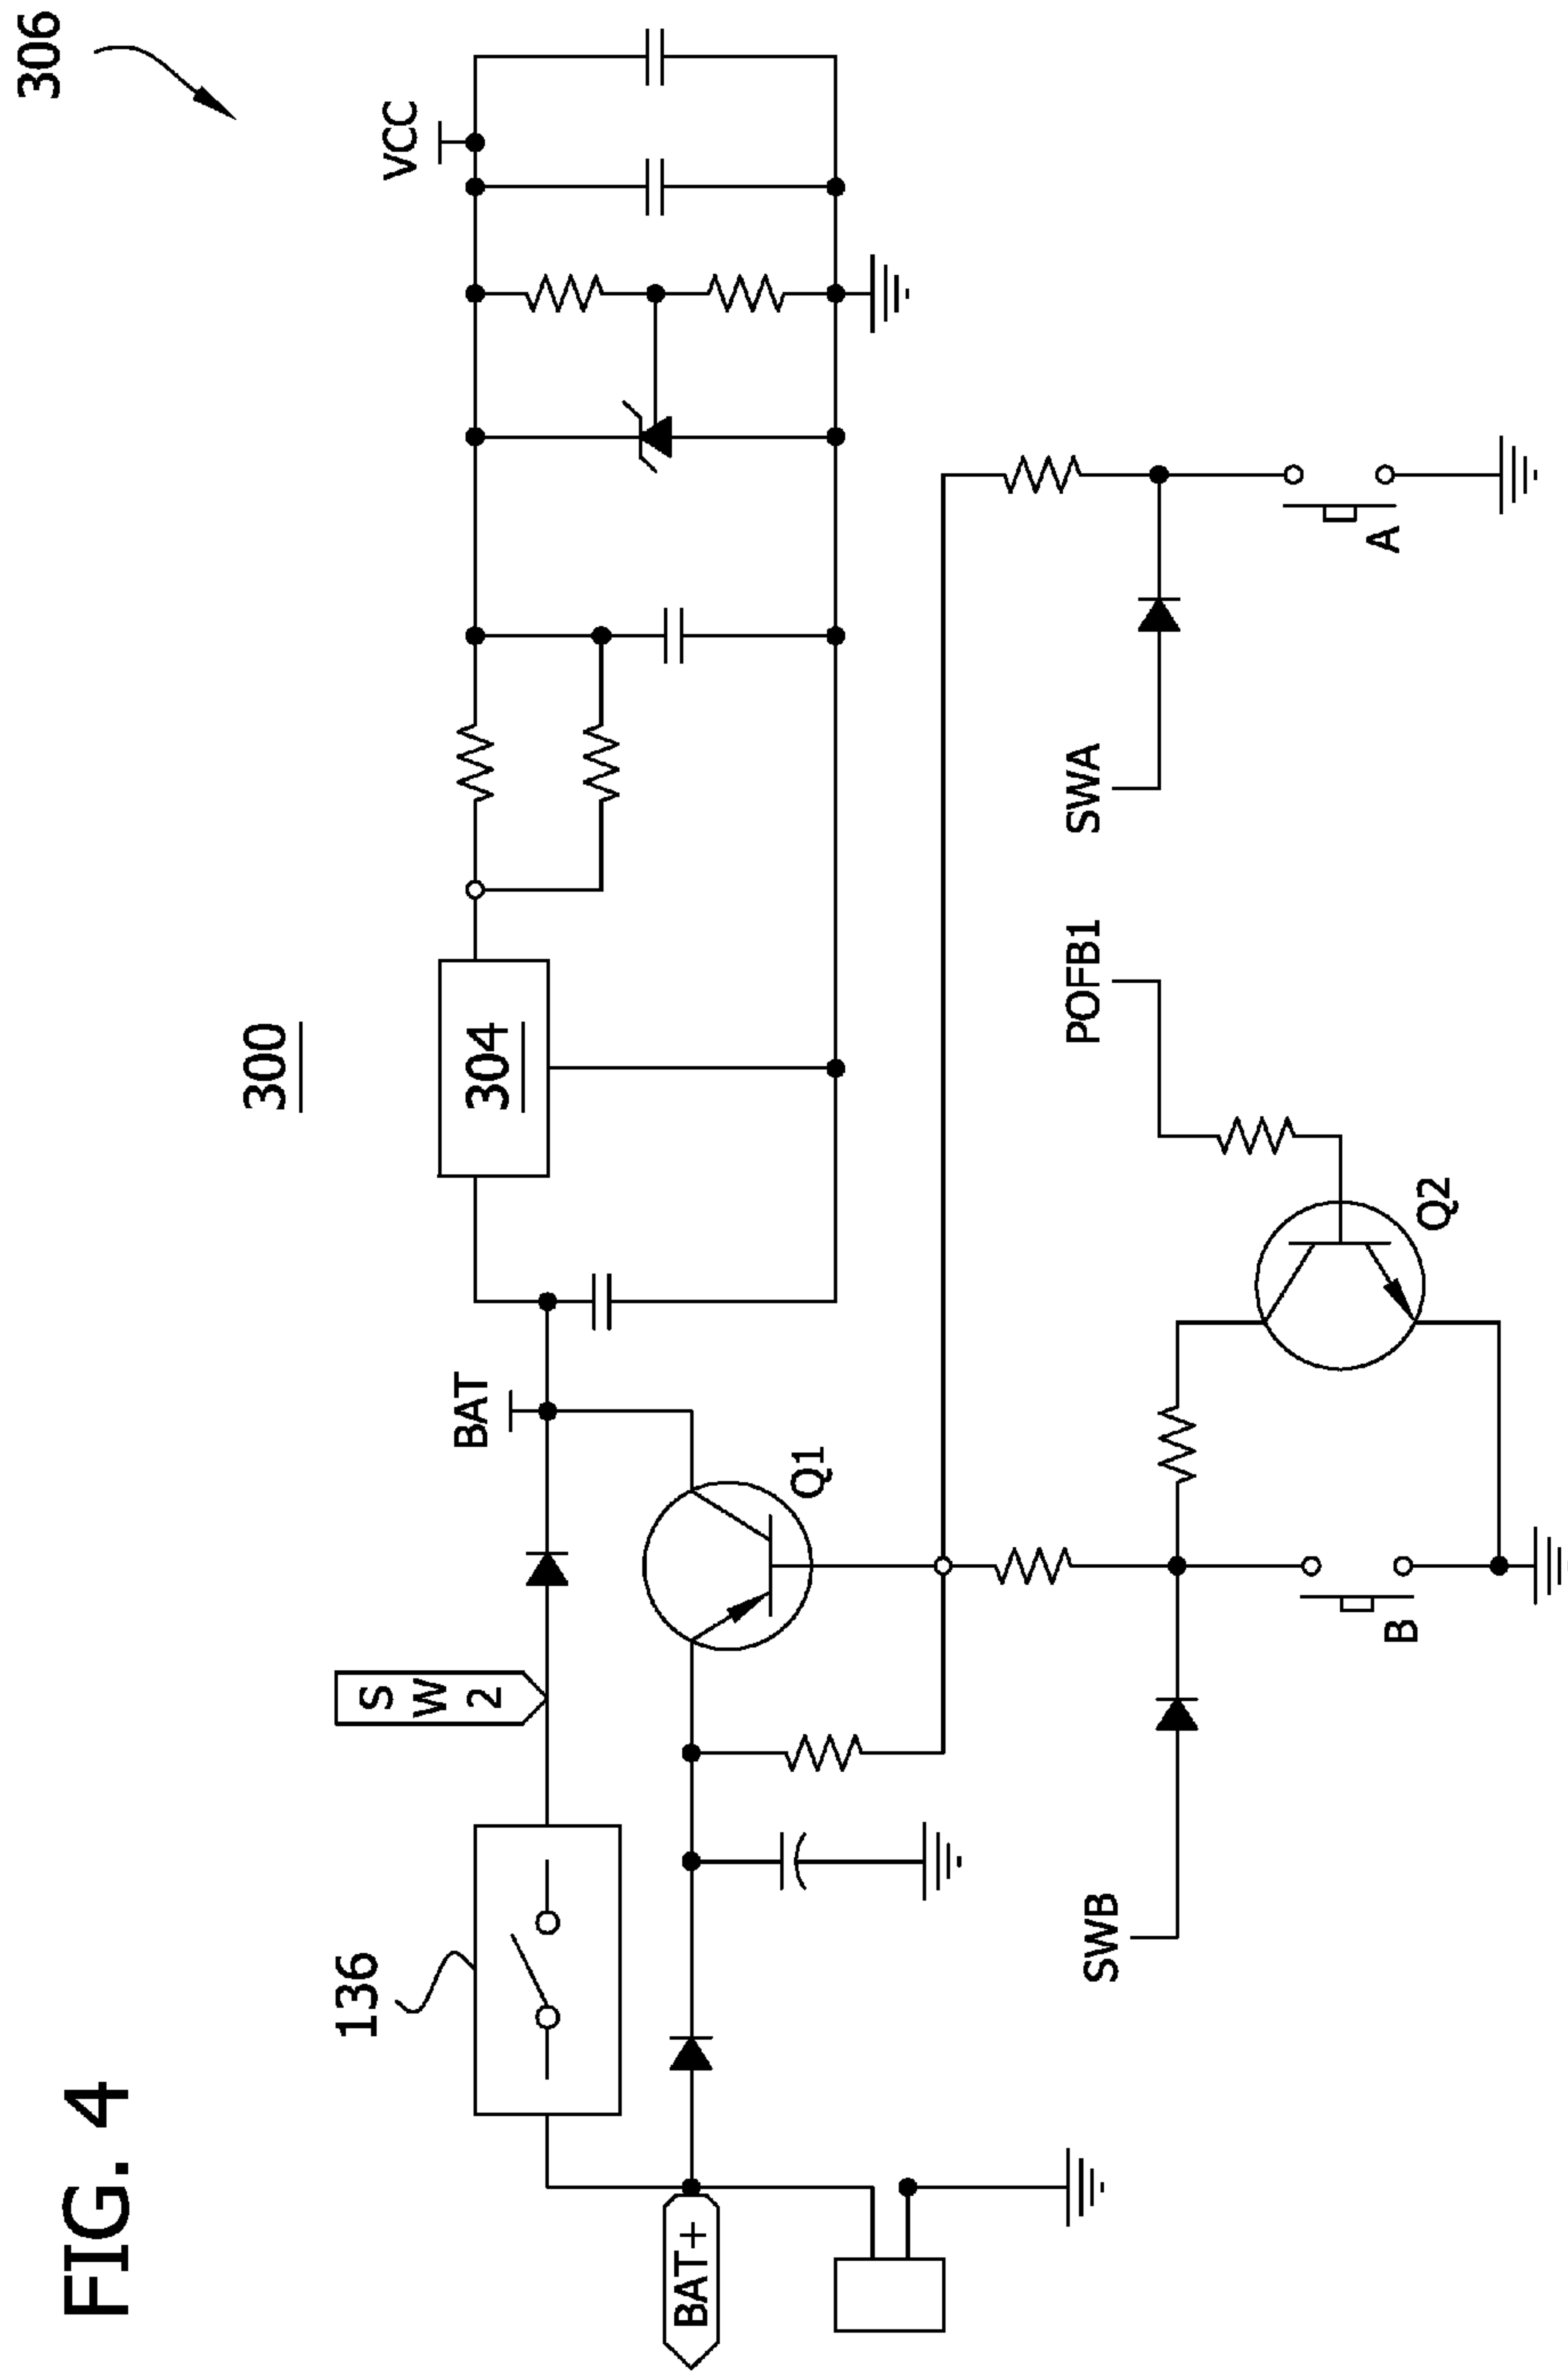 FIG. 4
306
300
136
SW2
BAT
304
VCC
BAT+
Q1
SWB
B
Q2
POFB1
SWA
A